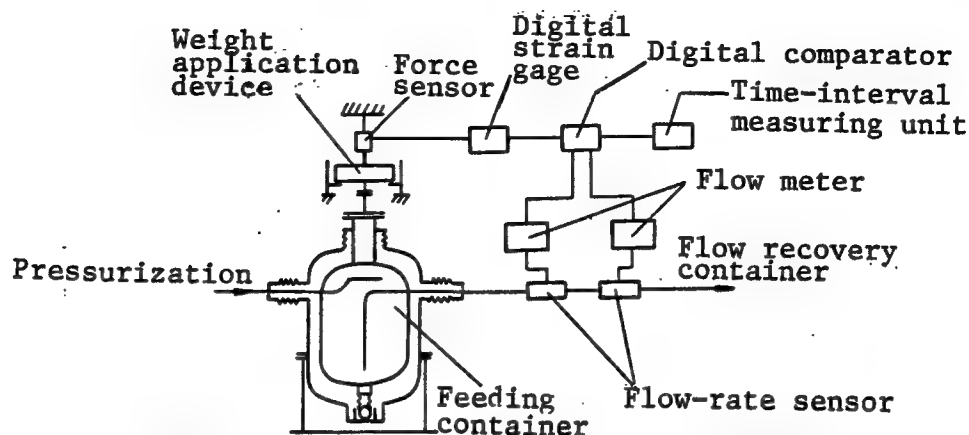 Weight
application
device
Force
sensor
Digital
strain
gage
Digital comparator
Time-interval
measuring unit
Flow meter
Flow recovery
container
Pressurization
Feeding
container
Flow-rate sensor